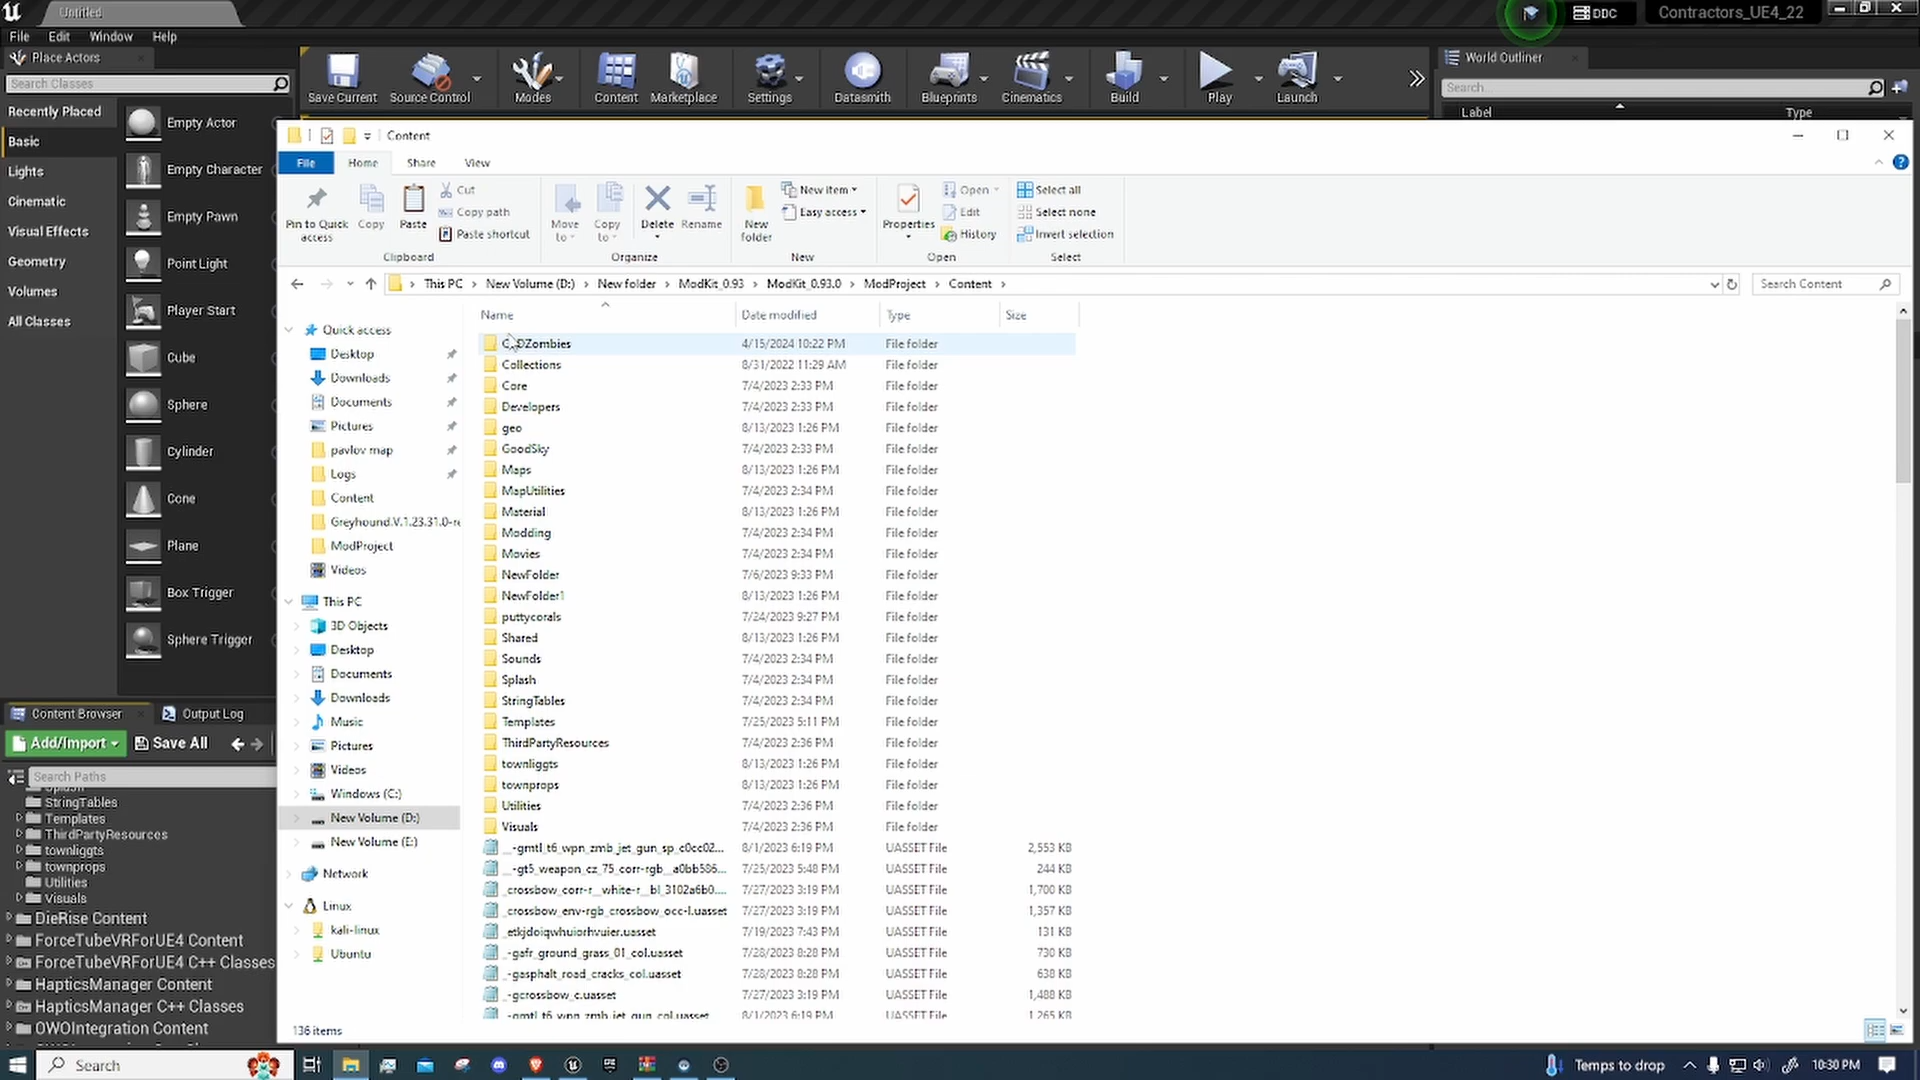 Untitled
DDC
Contractors_UE4_22
File Edit Window Help
Place Actors
Search Classes
Recently Placed
Basic
Lights
Cinematic
Visual Effects
Geometry
Volumes
All Classes
Empty Actor
Empty Character
Empty Pawn
Point Light
Player Start
Cube
Sphere
Cylinder
Cone
Plane
Box Trigger
Sphere Trigger
Save Current
Source Control
Modes
Content
Marketplace
Settings
Datasmith
Blueprints
Cinematics
Build
Play
Launch
World Outliner
Search...
Label Type
Content
File Home Share View
Pin to Quick access
Copy
Paste
Cut
Copy path
Paste shortcut
Clipboard
Move to
Copy to
Delete
Rename
Organize
New folder
New item
Easy access
New
Properties
Open
Edit
History
Open
Select all
Select none
Invert selection
Select
This PC New Volume (D:) New folder ModKit_0.93 ModKit_0.93.0 ModProject Content
Search Content
Quick access
Desktop
Downloads
Documents
Pictures
pavlov map
Logs
Content
Greyhound.V.1.23.31.0-re
ModProject
Videos
This PC
3D Objects
Desktop
Documents
Downloads
Music
Pictures
Videos
Windows (C:)
New Volume (D:)
New Volume (E:)
Network
Linux
kali-linux
Ubuntu
Name Date modified Type Size
4/15/2024 10:22 PM File folder
Collections 8/31/2022 11:29 AM File folder
Core 7/4/2023 2:33 PM File folder
Developers 7/4/2023 2:33 PM File folder
geo 8/13/2023 1:26 PM File folder
GoodSky 7/4/2023 2:33 PM File folder
Maps 8/13/2023 1:26 PM File folder
MapUtilities 7/4/2023 2:34 PM File folder
Material 8/13/2023 1:26 PM File folder
Modding 7/4/2023 2:34 PM File folder
Movies 7/4/2023 2:34 PM File folder
NewFolder 7/6/2023 9:33 PM File folder
NewFolder1 8/13/2023 1:26 PM File folder
puttycorals 7/24/2023 9:27 PM File folder
Shared 8/13/2023 1:26 PM File folder
Sounds 7/4/2023 2:34 PM File folder
Splash 7/4/2023 2:34 PM File folder
StringTables 7/4/2023 2:34 PM File folder
Templates 7/25/2023 5:11 PM File folder
ThirdPartyResources 7/4/2023 2:36 PM File folder
townliggts 8/13/2023 1:26 PM File folder
townprops 8/13/2023 1:26 PM File folder
Utilities 7/4/2023 2:36 PM File folder
Visuals 7/4/2023 2:36 PM File folder
__-gmtl_t6_wpn_zmb_jet_gun_sp_c0cc02... 8/1/2023 6:19 PM UASSET File 2,553 KB
__-gt5_weapon_cz_75_corr-rgb__a0bb586... 7/25/2023 5:48 PM UASSET File 244 KB
_crossbow_corr-r__white-r__bl_3102a6b0.... 7/27/2023 3:19 PM UASSET File 1,700 KB
_crossbow_env-rgb_crossbow_occ-l.uasset 7/27/2023 3:19 PM UASSET File 1,357 KB
_etkjdoiqwhuiorhvuier.uasset 7/19/2023 7:43 PM UASSET File 131 KB
_-gafr_ground_grass_01_col.uasset 7/28/2023 8:28 PM UASSET File 730 KB
_-gasphalt_road_cracks_col.uasset 7/28/2023 8:28 PM UASSET File 638 KB
_-gcrossbow_c.uasset 7/27/2023 3:19 PM UASSET File 1,488 KB
_-gmtl_t6_wpn_zmb_jet_gun_col.uasset 8/1/2023 6:19 PM UASSET File 1,265 KB
136 items
Content Browser Output Log
Add/Import Save All
Search Paths
Splash
StringTables
Templates
ThirdPartyResources
townliggts
townprops
Utilities
Visuals
DieRise Content
ForceTubeVRForUE4 Content
ForceTubeVRForUE4 C++ Classes
HapticsManager Content
HapticsManager C++ Classes
OWOIntegration Content
Search
Temps to drop
10:30 PM